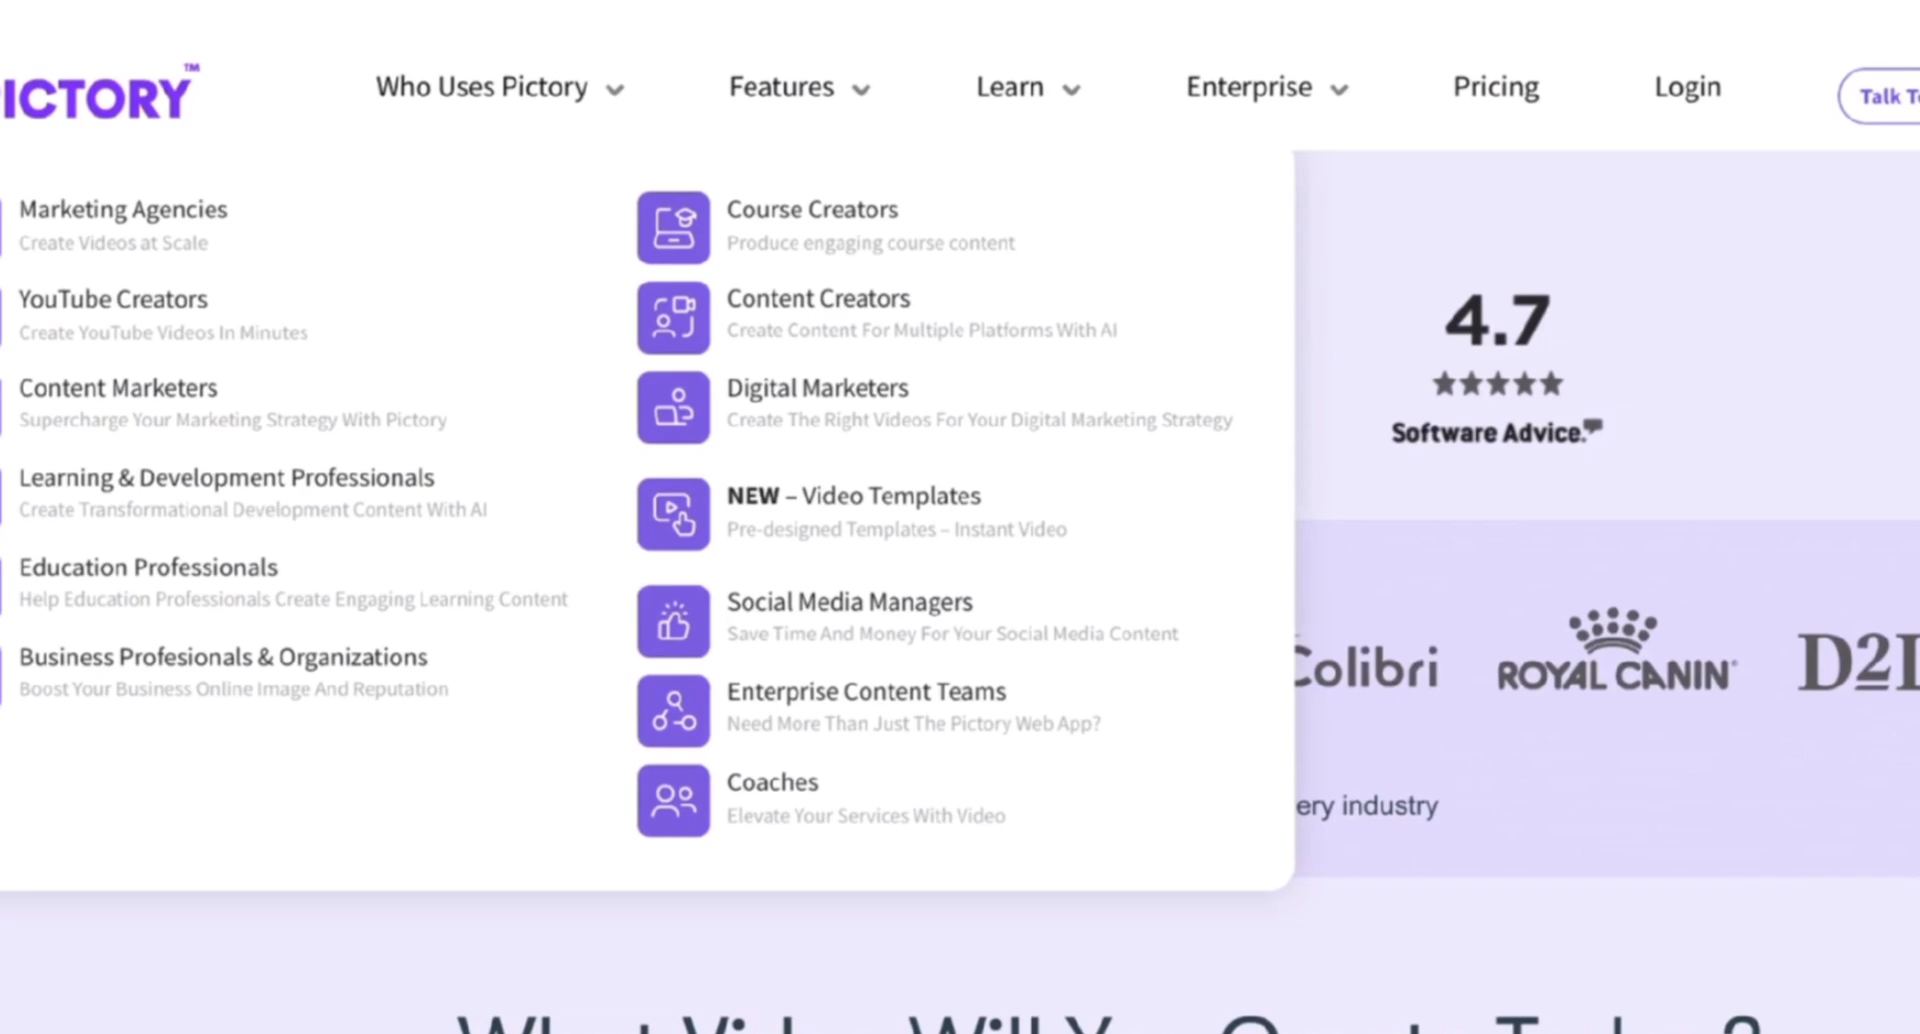 ICTORY™
Who Uses Pictory
Features
Learn
Enterprise
Pricing
Login
Talk
Marketing Agencies
Create Videos at Scale
YouTube Creators
Create YouTube Videos In Minutes
Content Marketers
Supercharge Your Marketing Strategy With Pictory
Learning & Development Professionals
Create Transformational Development Content With AI
Education Professionals
Help Education Professionals Create Engaging Learning Content
Business Profesionals & Organizations
Boost Your Business Online Image And Reputation
Course Creators
Produce engaging course content
Content Creators
Create Content For Multiple Platforms With AI
Digital Marketers
Create The Right Videos For Your Digital Marketing Strategy
NEW – Video Templates
Pre-designed Templates – Instant Video
Social Media Managers
Save Time And Money For Your Social Media Content
Enterprise Content Teams
Need More Than Just The Pictory Web App?
Coaches
Elevate Your Services With Video
4.7
Software Advice.
Colibri
ROYAL CANIN
D2L
ery industry